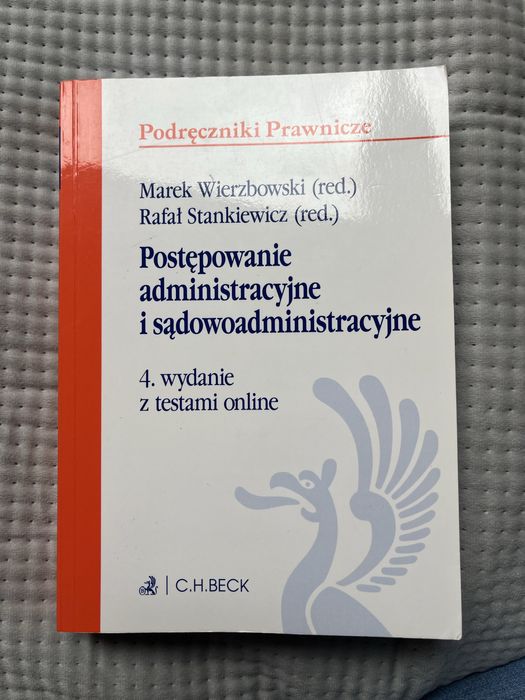 Podręczniki Prawnicze
Marek Wierzbowski (red.)
Rafał Stankiewicz (red.)
Postępowanie
administracyjne
i sądowoadministracyjne
4. wydanie
z testami online
C.H.BECK